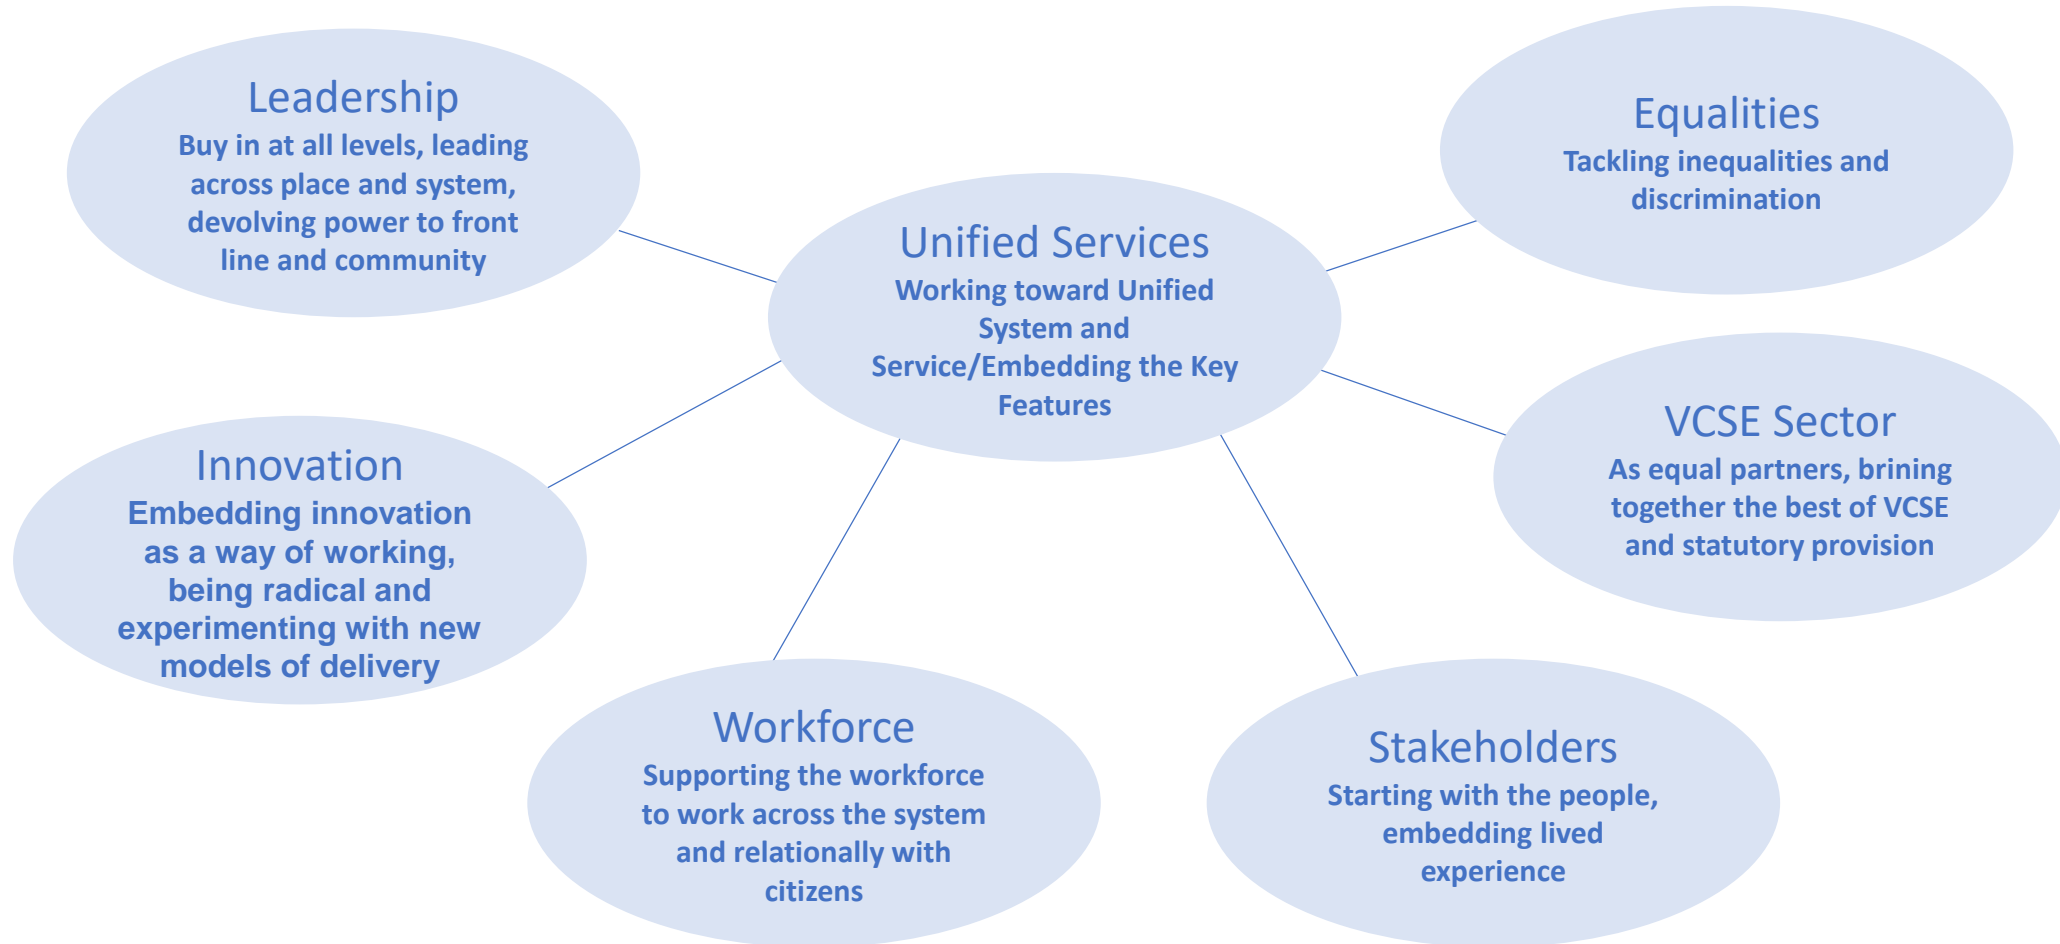 Leadership
Buy in at all levels, leading
across place and system,
devolving power to front
line and community
Equalities
Tackling inequalities and
discrimination
Unified Services
Working toward Unified
System and
Service/Embedding the Key
Features
Innovation
Embedding innovation
as a way of working,
being radical and
experimenting with new
models of delivery
VCSE Sector
As equal partners, brining
together the best of VCSE
and statutory provision
Workforce
Supporting the workforce
to work across the system
and relationally with
citizens
Stakeholders
Starting with the people,
embedding lived
experience